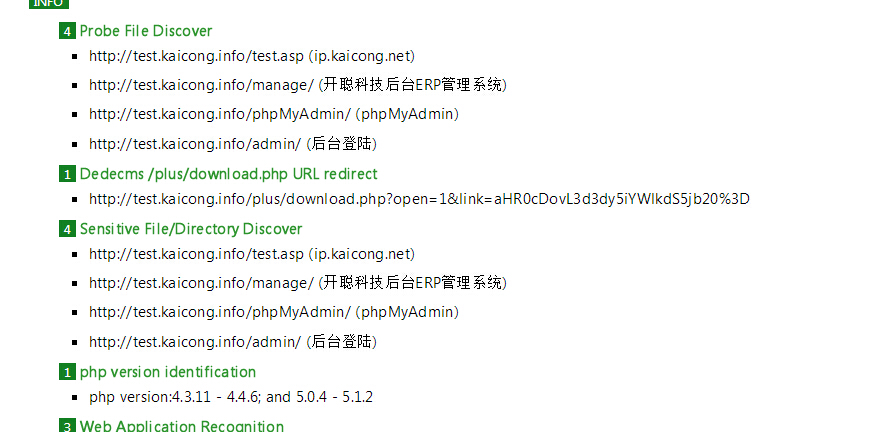 INFO
4 Probe File Discover
http://test.kaicong.info/test.asp (ip.kaicong.net)
http://test.kaicong.info/manage/ (开聪科技后台ERP管理系统)
http://test.kaicong.info/phpMyAdmin/ (phpMyAdmin)
http://test.kaicong.info/admin/ (后台登陆)
1 Dedecms /plus/download.php URL redirect
http://test.kaicong.info/plus/download.php?open=1&link=aHR0cDovL3d3dy5iYWlkdS5jb20%3D
4 Sensitive File/Directory Discover
http://test.kaicong.info/test.asp (ip.kaicong.net)
http://test.kaicong.info/manage/ (开聪科技后台ERP管理系统)
http://test.kaicong.info/phpMyAdmin/ (phpMyAdmin)
http://test.kaicong.info/admin/ (后台登陆)
1 php version identification
php version:4.3.11 - 4.4.6; and 5.0.4 - 5.1.2
3 Web Application Recognition